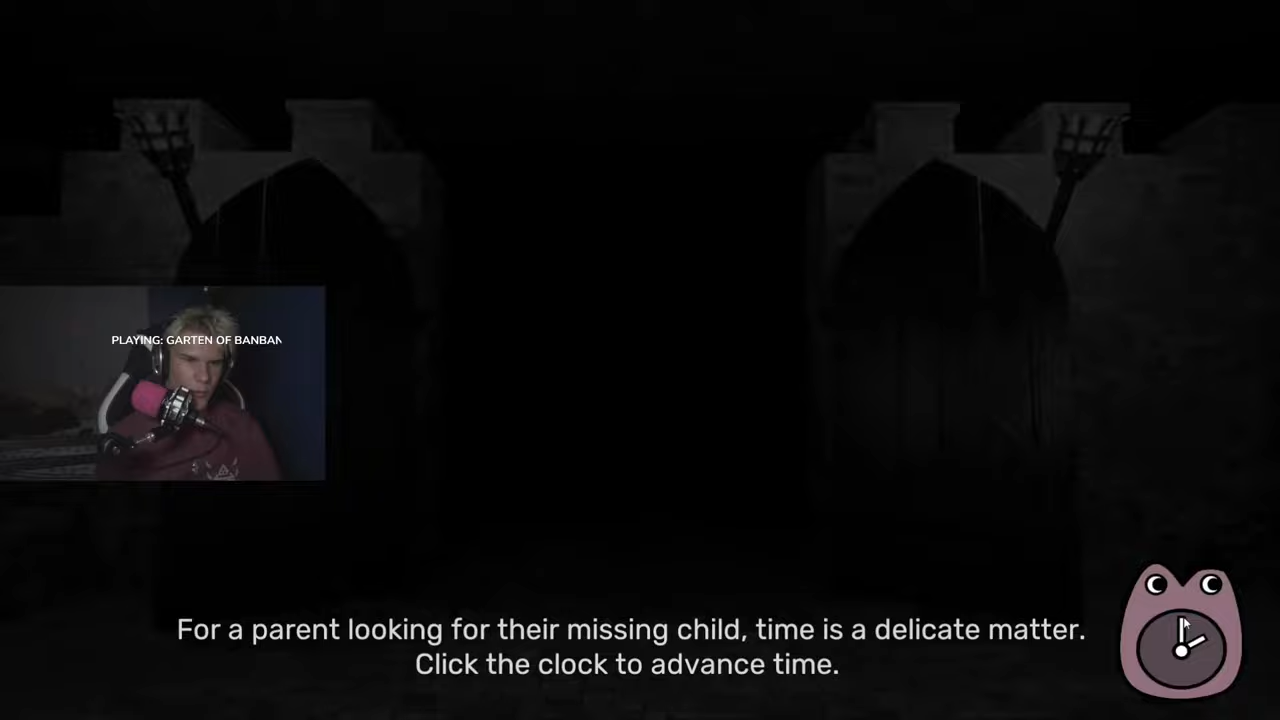 PLAYING: GARTEN OF BANBAN
For a parent looking for their missing child, time is a delicate matter.
Click the clock to advance time.